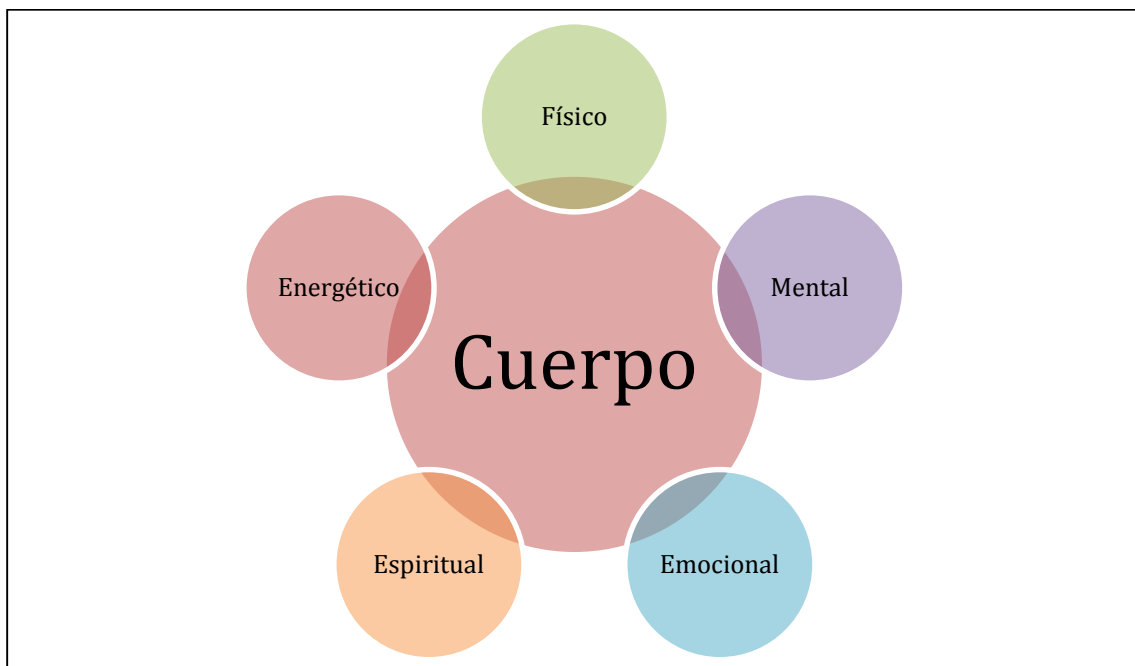 Físico
Energético
Mental
Cuerpo
Espiritual
Emocional